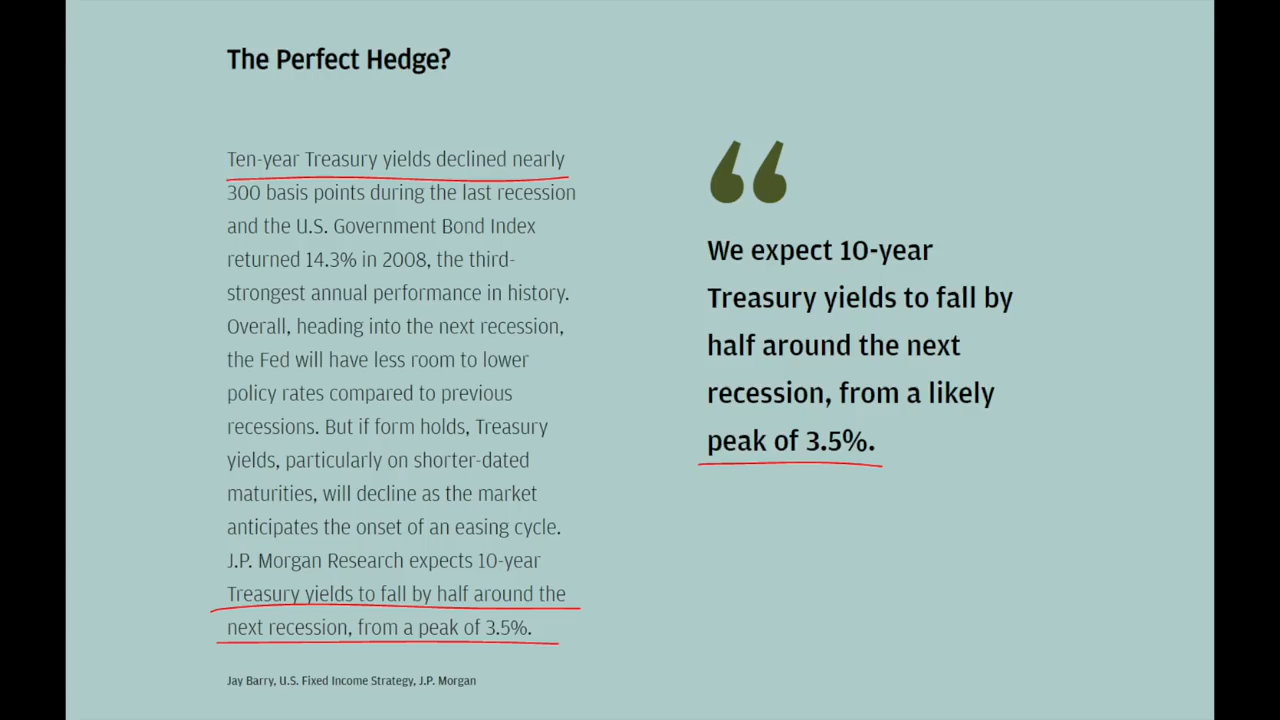 The Perfect Hedge?
Ten-year Treasury yields declined nearly
300 basis points during the last recession
and the U.S. Government Bond Index
returned 14.3% in 2008, the third-
strongest annual performance in history.
Overall, heading into the next recession,
the Fed will have less room to lower
policy rates compared to previous
recessions. But if form holds, Treasury
yields, particularly on shorter-dated
maturities, will decline as the market
anticipates the onset of an easing cycle.
J.P. Morgan Research expects 10-year
Treasury yields to fall by half around the
next recession, from a peak of 3.5%.
Jay Barry, U.S. Fixed Income Strategy, J.P. Morgan
“
We expect 10-year
Treasury yields to fall by
half around the next
recession, from a likely
peak of 3.5%.